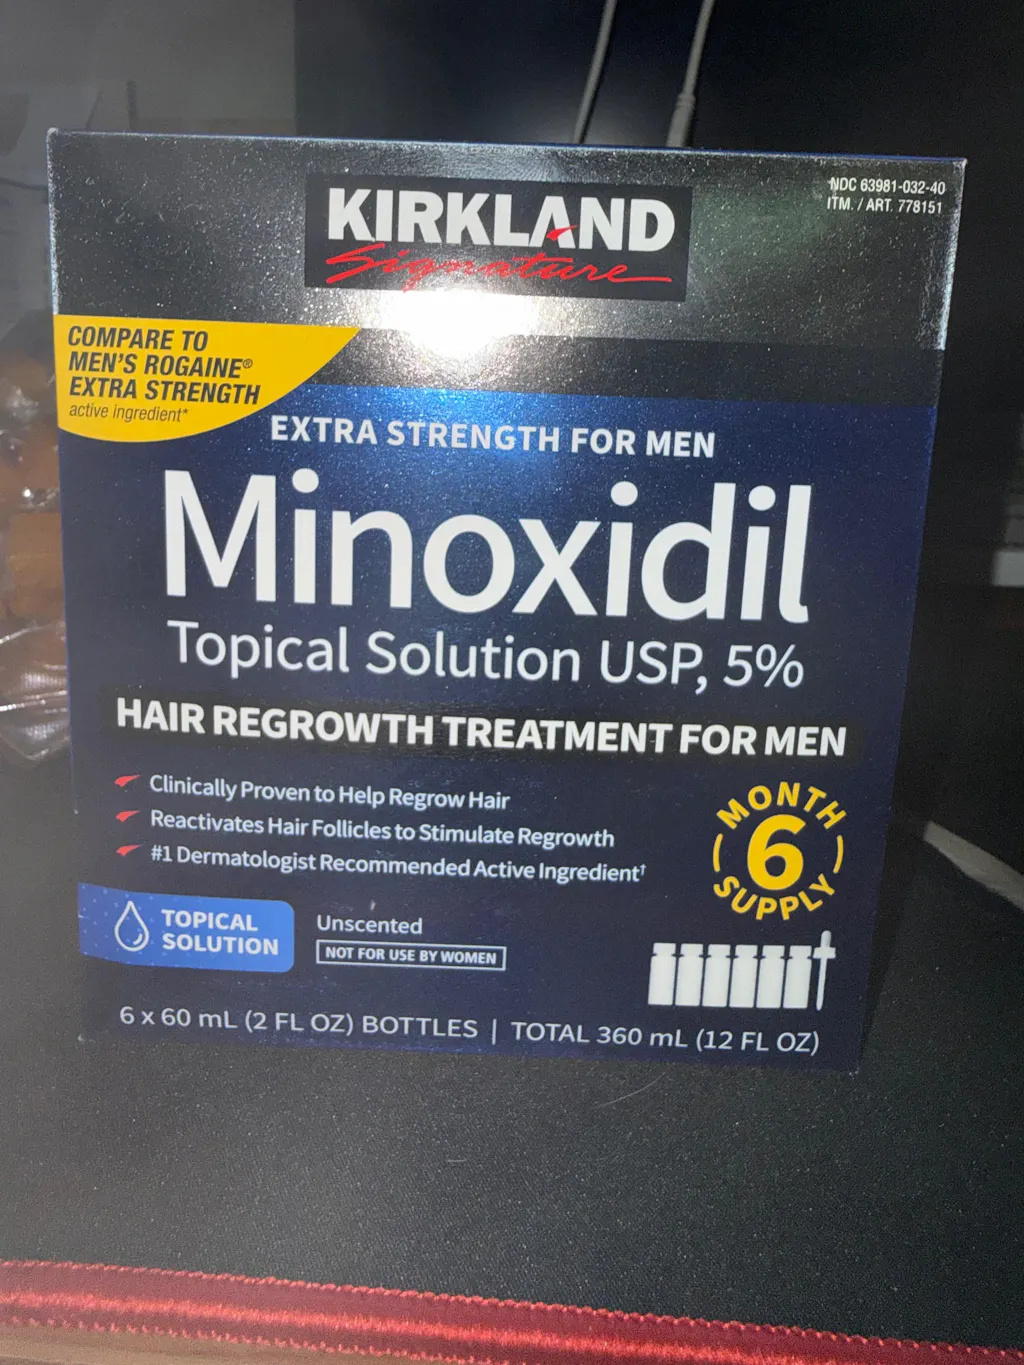 KIRKLAND
Signature
NDC 63981-032-40
ITM. / ART. 778151
COMPARE TO
MEN'S ROGAINE®
EXTRA STRENGTH
active ingredient*
EXTRA STRENGTH FOR MEN
Minoxidil
Topical Solution USP, 5%
HAIR REGROWTH TREATMENT FOR MEN
Clinically Proven to Help Regrow Hair
Reactivates Hair Follicles to Stimulate Regrowth
#1 Dermatologist Recommended Active Ingredient†
MONTH
6
SUPPLY
TOPICAL
SOLUTION
Unscented
NOT FOR USE BY WOMEN
6 x 60 mL (2 FL OZ) BOTTLES | TOTAL 360 mL (12 FL OZ)